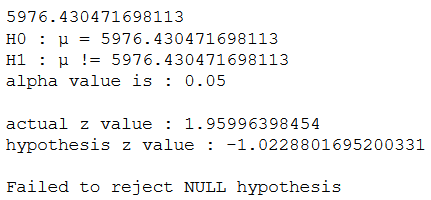 5976.430471698113
H0 : μ = 5976.430471698113
H1 : μ != 5976.430471698113
alpha value is : 0.05
actual z value : 1.95996398454
hypothesis z value : -1.0228801695200331
Failed to reject NULL hypothesis